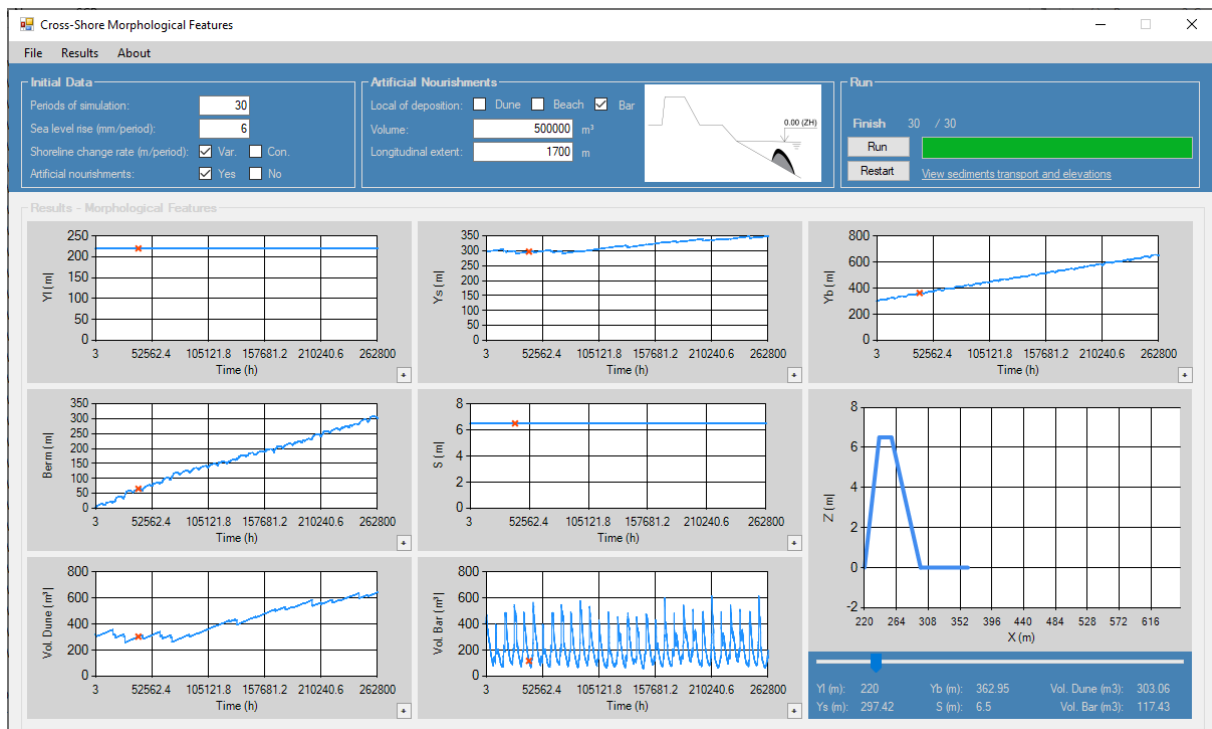 Cross-Shore Morphological Features
File Results About
Initial Data
Periods of simulation: 30
Sea level rise (mm/period): 6
Shoreline change rate (m/period): Var. Con.
Artificial nourishments: Yes No
Artificial Nourishments
Local of deposition: Dune Beach Bar
Volume: 500000 m³
Longitudinal extent: 1700 m
0.00 (ZH)
Run
Finish 30 / 30
Run
Restart View sediments transport and elevations
Results - Morphological Features
Yl [m]
250
200
150
100
50
0
3 52562.4 105121.8 157681.2 210240.6 262800
Time (h)
+
Ys [m]
350
300
250
200
150
100
50
0
3 52562.4 105121.8 157681.2 210240.6 262800
Time (h)
+
Yb [m]
800
600
400
200
0
3 52562.4 105121.8 157681.2 210240.6 262800
Time (h)
+
Berm [m]
350
300
250
200
150
100
50
0
3 52562.4 105121.8 157681.2 210240.6 262800
Time (h)
+
S [m]
8
6
4
2
0
3 52562.4 105121.8 157681.2 210240.6 262800
Time (h)
+
Z [m]
8
6
4
2
0
-2
220 264 308 352 396 440 484 528 572 616
X (m)
Vol. Dune [m³]
800
600
400
200
0
3 52562.4 105121.8 157681.2 210240.6 262800
Time (h)
+
Vol. Bar [m³]
800
600
400
200
0
3 52562.4 105121.8 157681.2 210240.6 262800
Time (h)
+
Yl (m): 220 Yb (m): 362.95 Vol. Dune (m3): 303.06
Ys (m): 297.42 S (m): 6.5 Vol. Bar (m3): 117.43